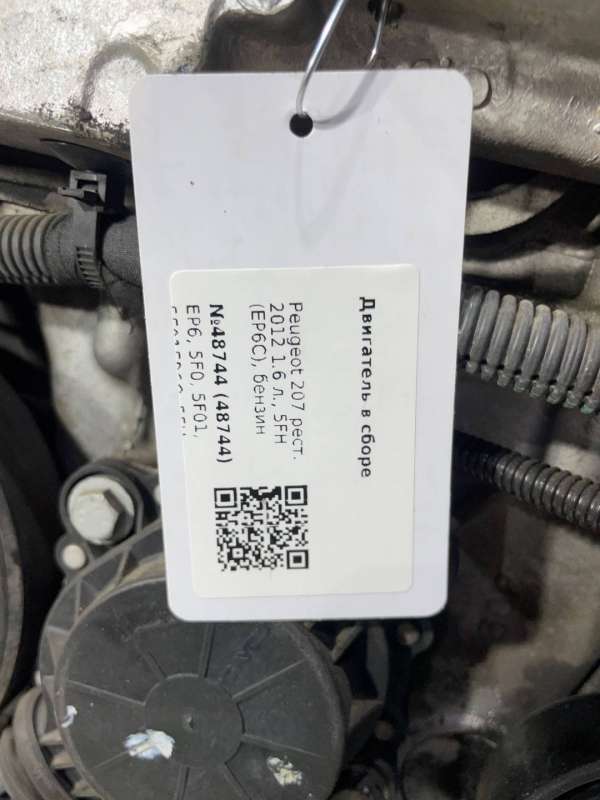 Двигатель в сборе
Peugeot 207 рест.
2012 1.6 л., 5FH
(EP6C), бензин
№48744 (48744)
EP6, 5F0, 5F01,